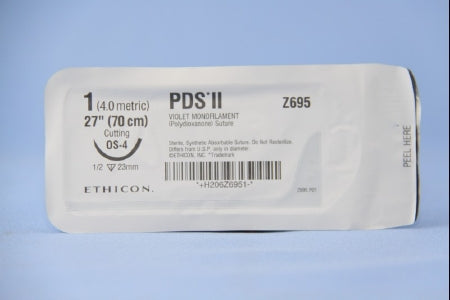 1 (4.0 metric)
27" (70 cm)
Cutting
OS-4
1/2 ▽ 23mm
ETHICON.
PDS*II
VIOLET MONOFILAMENT
(Polydioxanone) Suture
Sterile, Synthetic Absorbable Suture. Do Not Resterilize.
Differs from U.S.P. only in diameter.
©ETHICON, INC. *Trademark
*+H206Z6951-*
Z695
PEEL HERE